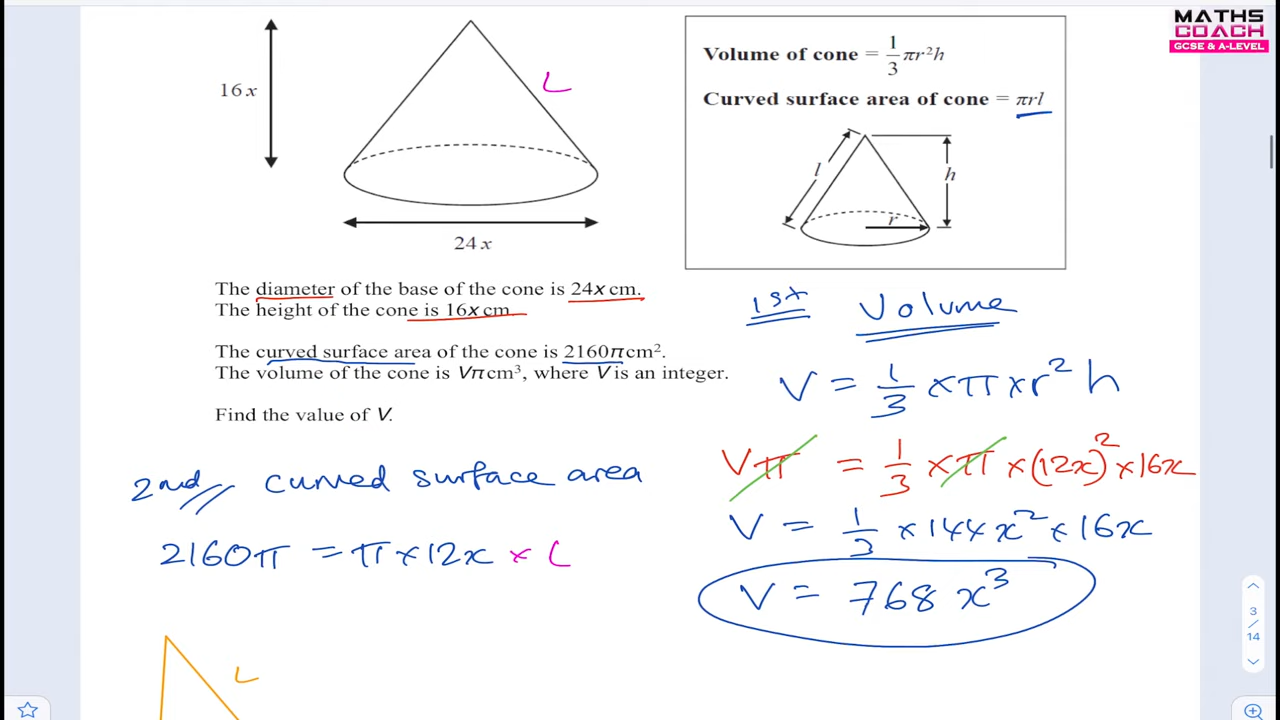 MATHS
COACH
GCSE & A-LEVEL
16x
L
24x
Volume of cone = 1/3 πr²h
Curved surface area of cone = πrl
l
h
r
The diameter of the base of the cone is 24x cm.
The height of the cone is 16x cm.
The curved surface area of the cone is 2160π cm².
The volume of the cone is Vπ cm³, where V is an integer.
Find the value of V.
1st Volume
V = 1/3 × π × r² h
Vπ = 1/3 × π × (12x)² × 16x
V = 1/3 × 144x² × 16x
V = 768 x³
2nd curved surface area
2160π = π × 12x × L
L
3
/
14